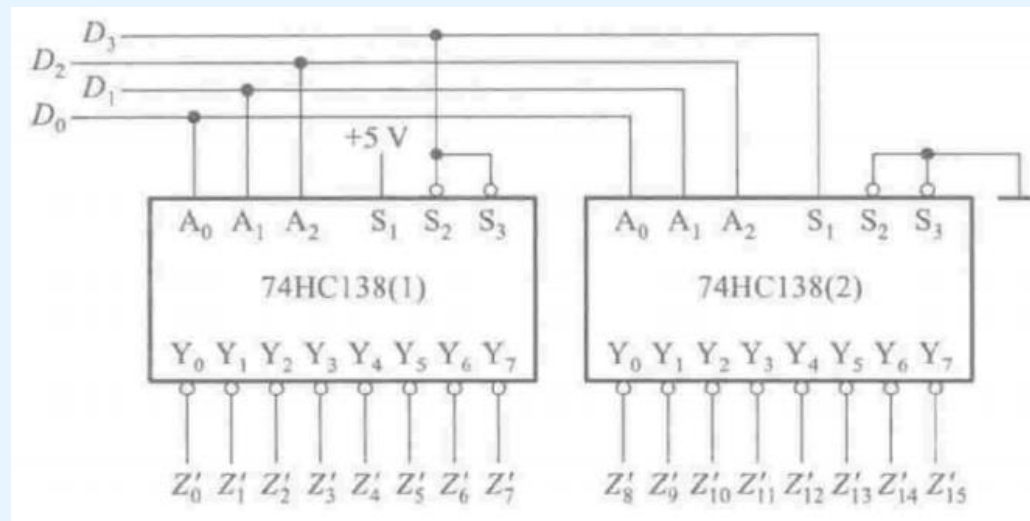 D₃
D₂
D₁
D₀
+5 V
A₀ A₁ A₂ S₁ S₂ S₃ A₀ A₁ A₂ S₁ S₂ S₃
74HC138(1) 74HC138(2)
Y₀ Y₁ Y₂ Y₃ Y₄ Y₅ Y₆ Y₇ Y₀ Y₁ Y₂ Y₃ Y₄ Y₅ Y₆ Y₇
Z′₀ Z′₁ Z′₂ Z′₃ Z′₄ Z′₅ Z′₆ Z′₇ Z′₈ Z′₉ Z′₁₀ Z′₁₁ Z′₁₂ Z′₁₃ Z′₁₄ Z′₁₅